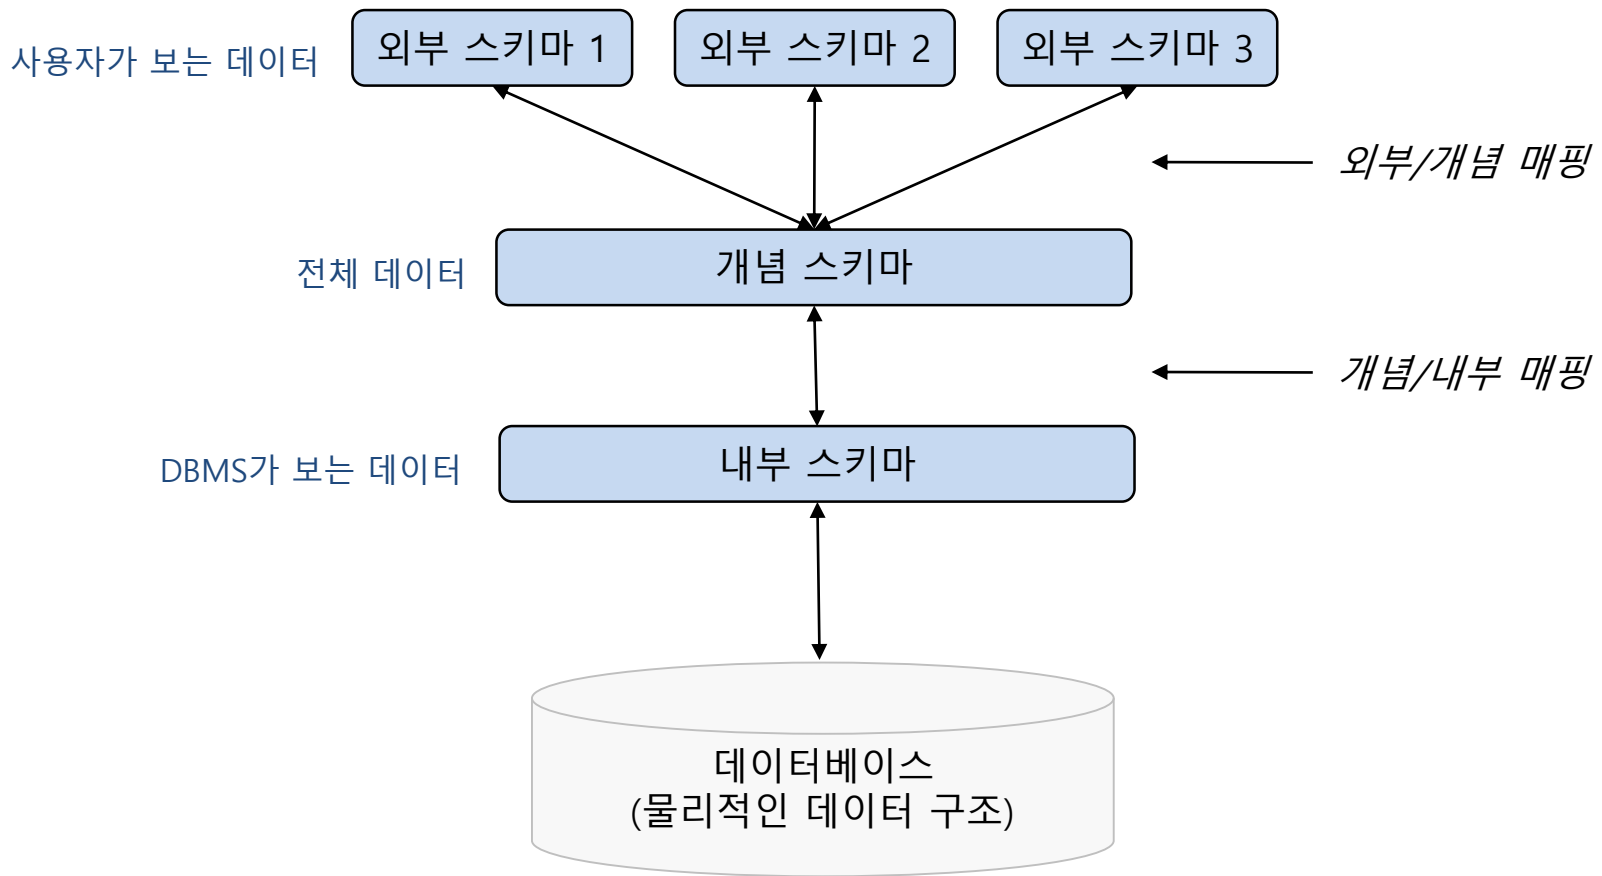 사용자가 보는 데이터
외부 스키마 1
외부 스키마 2
외부 스키마 3
외부/개념 매핑
전체 데이터
개념 스키마
개념/내부 매핑
DBMS가 보는 데이터
내부 스키마
데이터베이스
(물리적인 데이터 구조)